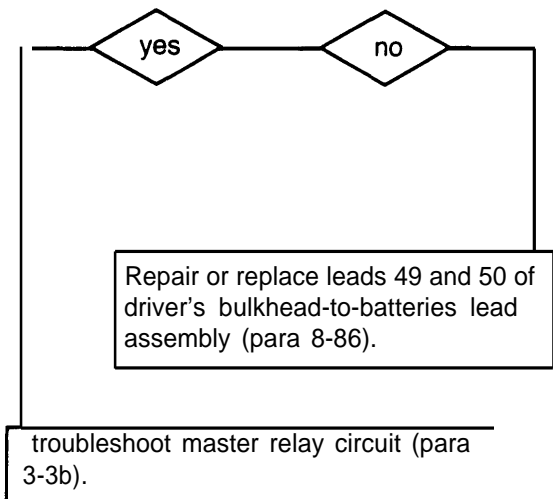 yes
no
Repair or replace leads 49 and 50 of
driver's bulkhead-to-batteries lead
assembly (para 8-86).
troubleshoot master relay circuit (para
3-3b).